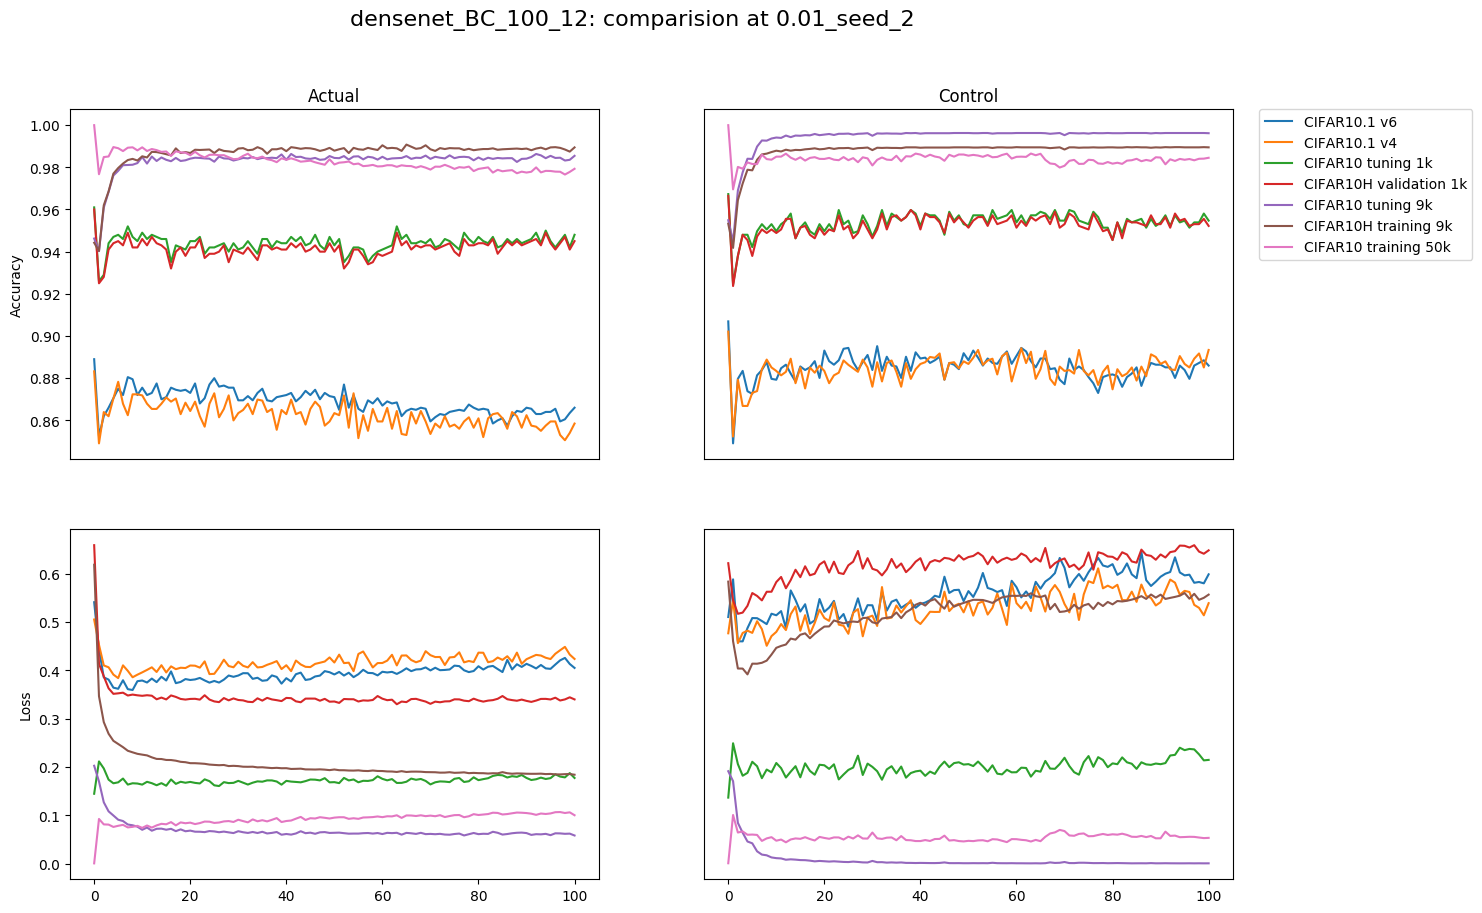 densenet_BC_100_12: comparision at 0.01_seed_2
Actual
Control
Accuracy
1.00
0.98
0.96
0.94
0.92
0.90
0.88
0.86
CIFAR10.1 v6
CIFAR10.1 v4
CIFAR10 tuning 1k
CIFAR10H validation 1k
CIFAR10 tuning 9k
CIFAR10H training 9k
CIFAR10 training 50k
Loss
0.6
0.5
0.4
0.3
0.2
0.1
0.0
0 20 40 60 80 100
0 20 40 60 80 100